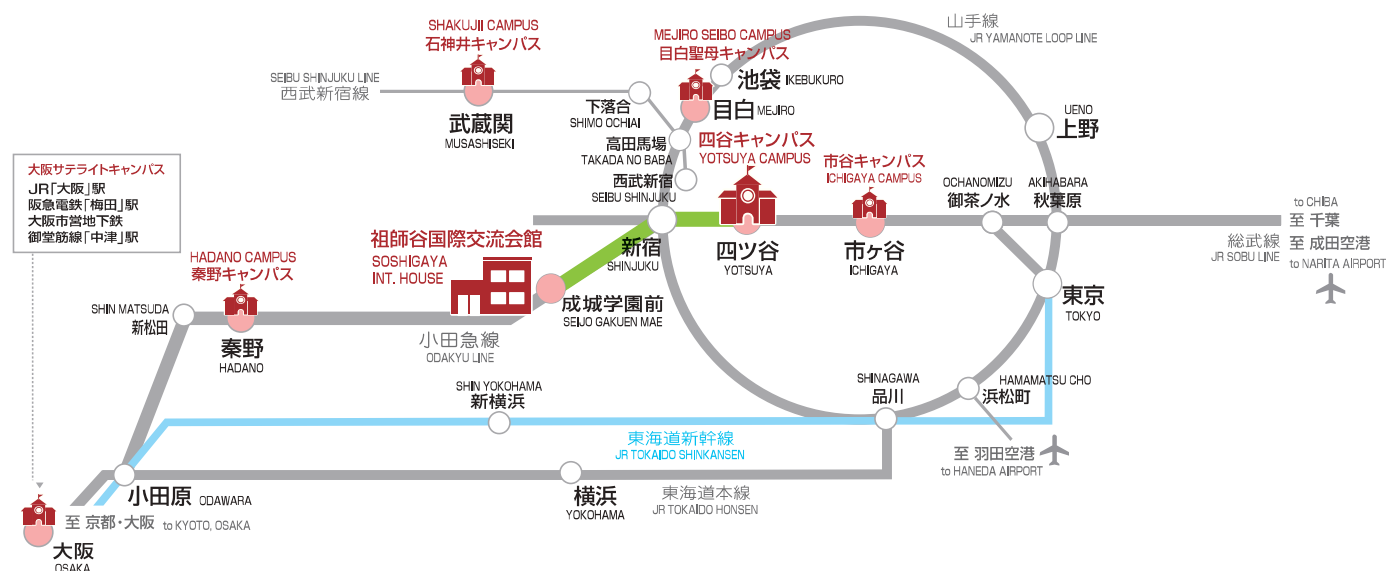 SHAKUJII CAMPUS
石神井キャンパス
SEIBU SHINJUKU LINE
西武新宿線
武蔵関
MUSASHISEKI
下落合
SHIMO OCHIAI
高田馬場
TAKADA NO BABA
西武新宿
SEIBU SHINJUKU
MEJIRO SEIBO CAMPUS
目白聖母キャンパス
池袋 IKEBUKURO
目白 MEJIRO
山手線
JR YAMANOTE LOOP LINE
UENO
上野
四谷キャンパス
YOTSUYA CAMPUS
四ツ谷
YOTSUYA
市谷キャンパス
ICHIGAYA CAMPUS
市ヶ谷
ICHIGAYA
OCHANOMIZU
御茶ノ水
AKIHABARA
秋葉原
to CHIBA
至 千葉
総武線
JR SOBU LINE
至 成田空港
to NARITA AIRPORT
大阪サテライトキャンパス
JR「大阪」駅
阪急電鉄「梅田」駅
大阪市営地下鉄
御堂筋線「中津」駅
祖師谷国際交流会館
SOSHIGAYA
INT. HOUSE
新宿
SHINJUKU
成城学園前
SEIJO GAKUEN MAE
小田急線
ODAKYU LINE
HADANO CAMPUS
秦野キャンパス
秦野
HADANO
SHIN MATSUDA
新松田
東京
TOKYO
HAMAMATSU CHO
浜松町
SHINAGAWA
品川
至 羽田空港
to HANEDA AIRPORT
SHIN YOKOHAMA
新横浜
東海道新幹線
JR TOKAIDO SHINKANSEN
小田原 ODAWARA
横浜
YOKOHAMA
東海道本線
JR TOKAIDO HONSEN
至 京都・大阪 to KYOTO, OSAKA
大阪
OSAKA